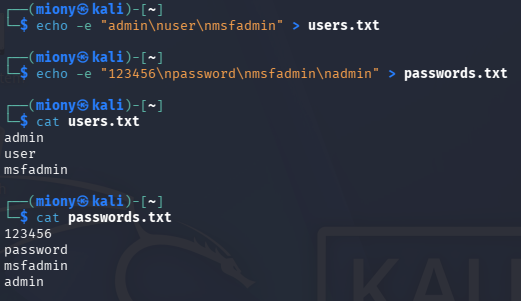 ┌──(miony㉿kali)-[~]
└─$ echo -e "admin\nuser\nmsfadmin" > users.txt
┌──(miony㉿kali)-[~]
└─$ echo -e "123456\npassword\nmsfadmin\nadmin" > passwords.txt
┌──(miony㉿kali)-[~]
└─$ cat users.txt
admin
user
msfadmin
┌──(miony㉿kali)-[~]
└─$ cat passwords.txt
123456
password
msfadmin
admin
KALI